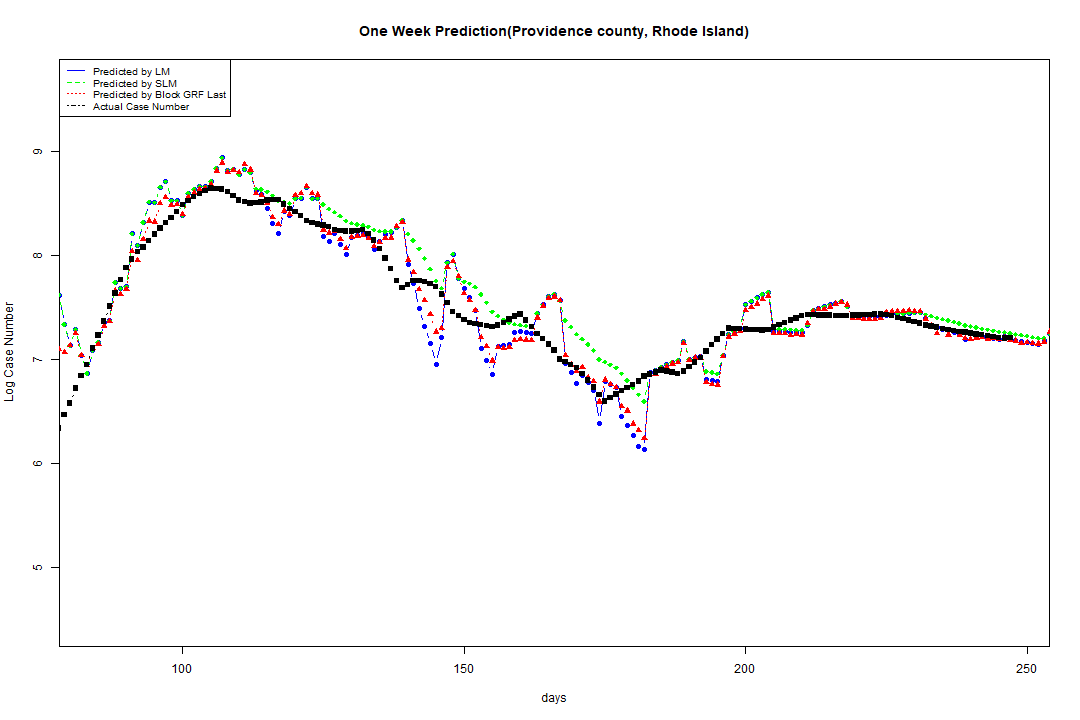 One Week Prediction(Providence county, Rhode Island)
Predicted by LM
Predicted by SLM
Predicted by Block GRF Last
Actual Case Number
9
8
7
6
5
Log Case Number
100 150 200 250
days